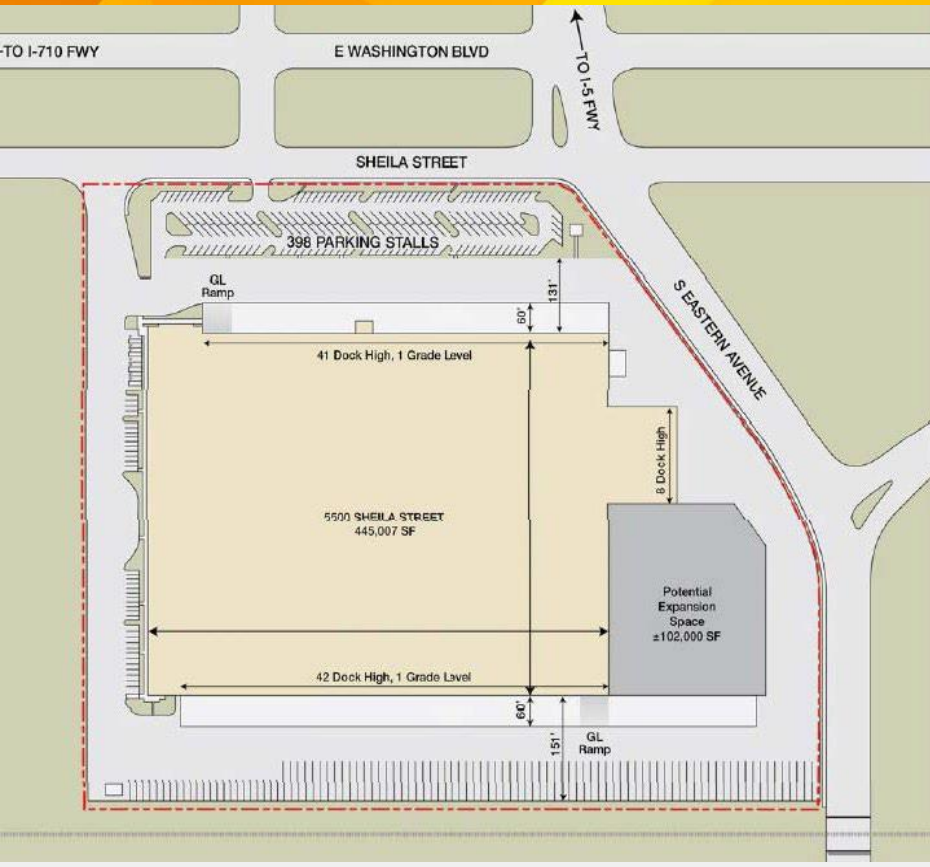 -TO I-710 FWY
E WASHINGTON BLVD
TO I-5 FWY
SHEILA STREET
398 PARKING STALLS
GL
Ramp
131'
60'
S EASTERN AVENUE
41 Dock High, 1 Grade Level
8 Dock High
5500 SHEILA STREET
445,007 SF
Potential
Expansion
Space
±102,000 SF
42 Dock High, 1 Grade Level
60'
151'
GL
Ramp